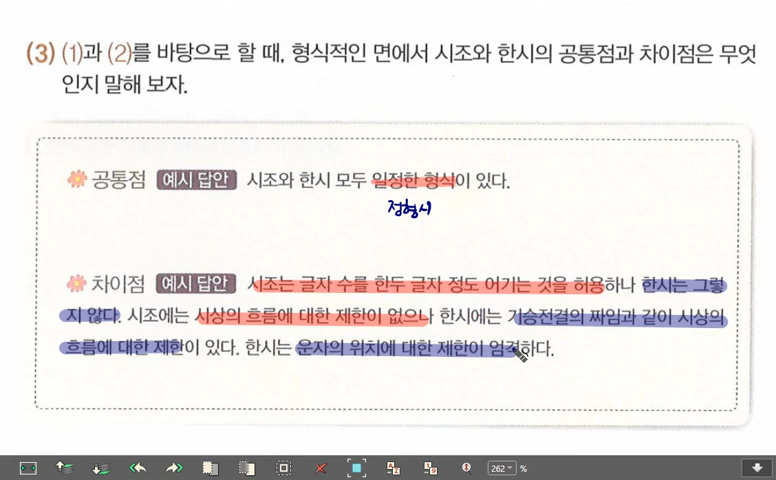 (3) (1)과 (2)를 바탕으로 할 때, 형식적인 면에서 시조와 한시의 공통점과 차이점은 무엇
인지 말해 보자.
공통점 예시 답안 시조와 한시 모두 일정한 형식이 있다.
정형시
차이점 예시 답안 시조는 글자 수를 한두 글자 정도 어기는 것을 허용하나 한시는 그렇
지 않다. 시조에는 시상의 흐름에 대한 제한이 없으나 한시에는 기승전결의 짜임과 같이 시상의
흐름에 대한 제한이 있다. 한시는 운자의 위치에 대한 제한이 엄격하다.
262 %